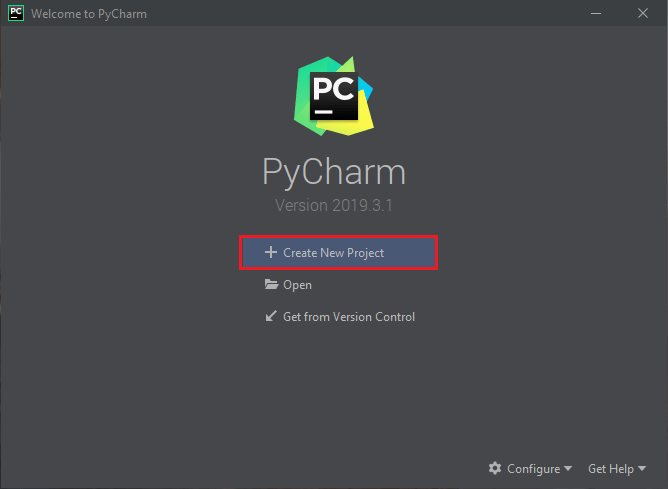 PC Welcome to PyCharm
PC
PyCharm
Version 2019.3.1
Create New Project
Open
Get from Version Control
Configure Get Help